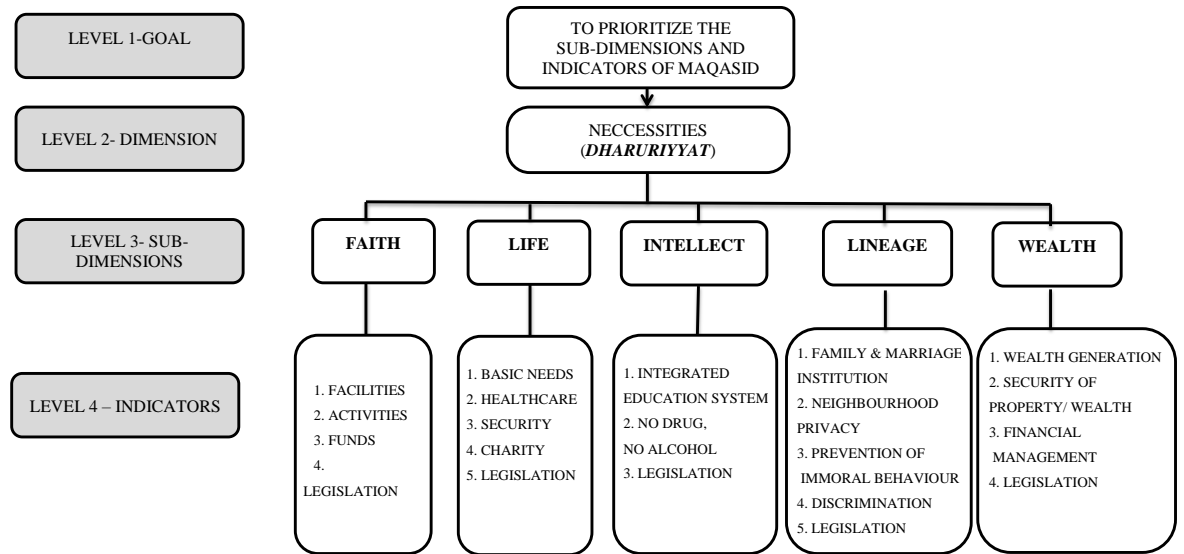 LEVEL 1-GOAL
TO PRIORITIZE THE
SUB-DIMENSIONS AND
INDICATORS OF MAQASID
LEVEL 2- DIMENSION
NECCESSITIES
(DHARURIYYAT)
LEVEL 3- SUB-
DIMENSIONS
FAITH
LIFE
INTELLECT
LINEAGE
WEALTH
LEVEL 4 – INDICATORS
1. FACILITIES
2. ACTIVITIES
3. FUNDS
4.
LEGISLATION
1. BASIC NEEDS
2. HEALTHCARE
3. SECURITY
4. CHARITY
5. LEGISLATION
1. INTEGRATED
EDUCATION SYSTEM
2. NO DRUG,
NO ALCOHOL
3. LEGISLATION
1. FAMILY & MARRIAGE
INSTITUTION
2. NEIGHBOURHOOD
PRIVACY
3. PREVENTION OF
IMMORAL BEHAVIOUR
4. DISCRIMINATION
5. LEGISLATION
1. WEALTH GENERATION
2. SECURITY OF
PROPERTY/ WEALTH
3. FINANCIAL
MANAGEMENT
4. LEGISLATION